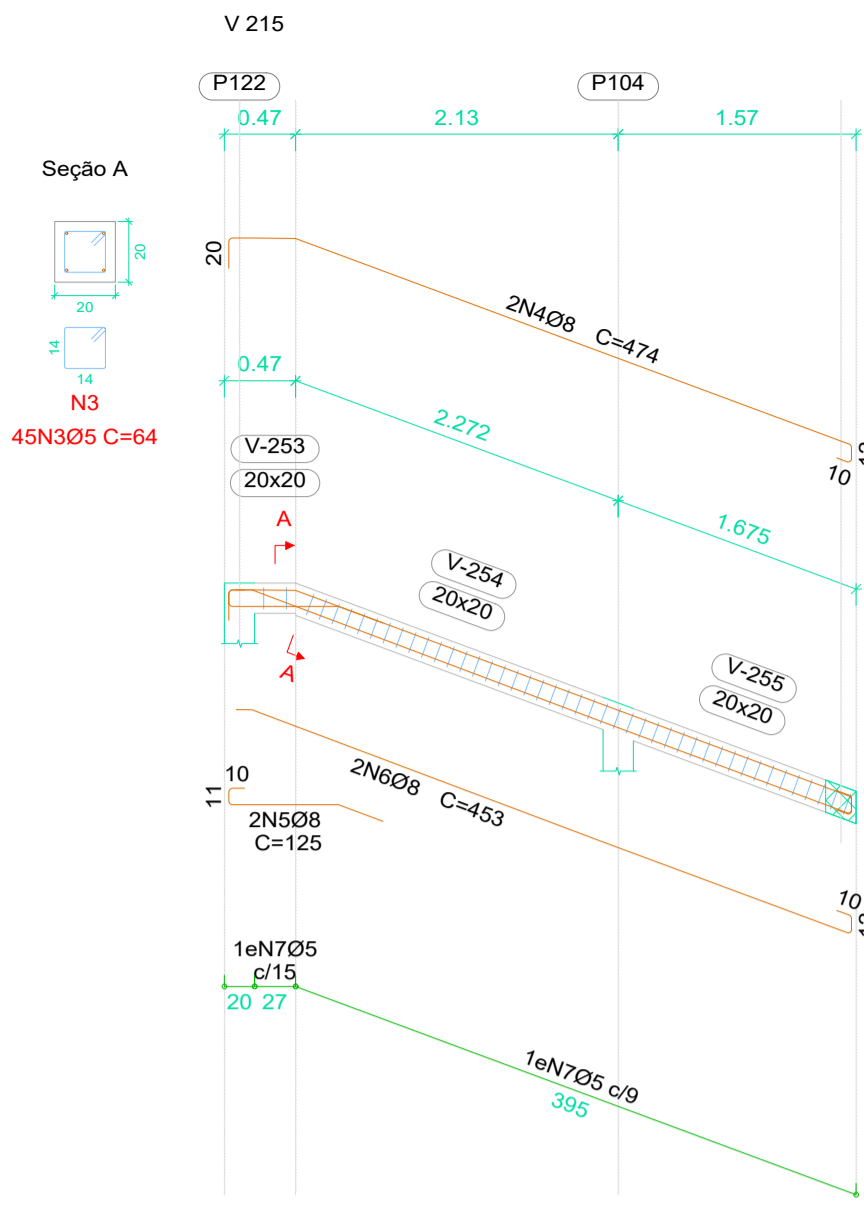 V 215
P122
P104
0.47
2.13
1.57
Seção A
20
20
14
14
N3
45N3Ø5 C=64
20
2N4Ø8 C=474
10
0.47
2.272
1.675
V-253
20x20
A
V-254
20x20
A
V-255
20x20
10
11
2N5Ø8
C=125
2N6Ø8 C=453
10
1eN7Ø5
c/15
20 27
1eN7Ø5 c/9
395